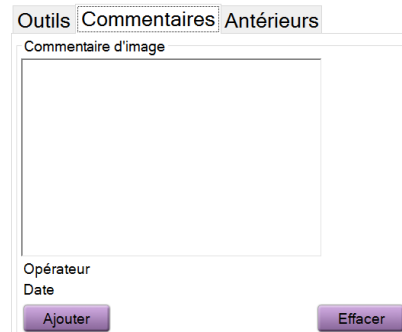 Outils Commentaires Antérieurs
Commentaire d'image
Opérateur
Date
Ajouter Effacer